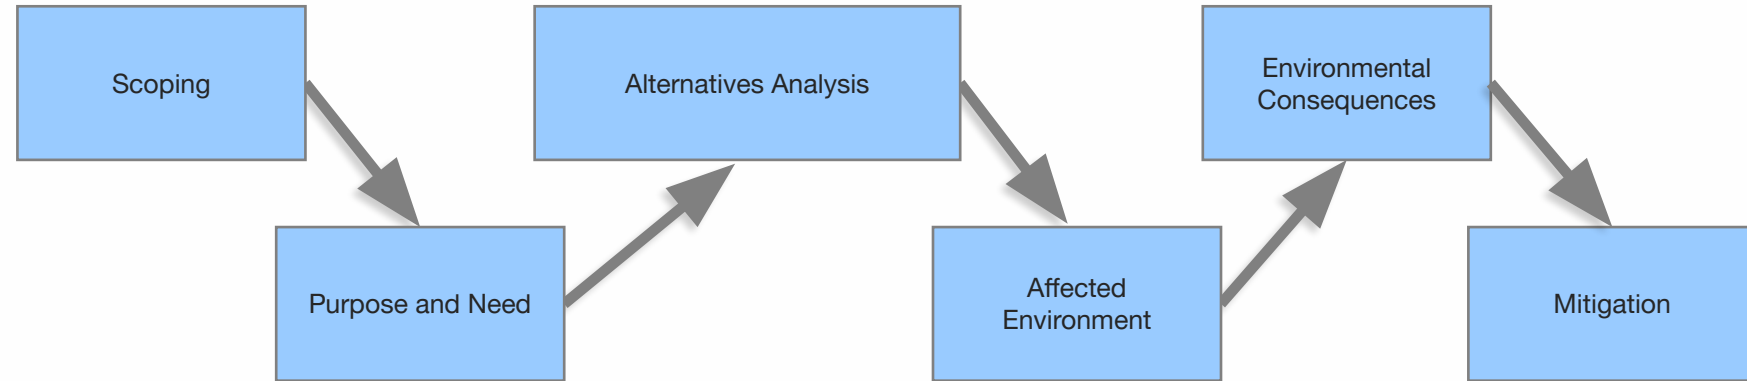 Scoping
Purpose and Need
Alternatives Analysis
Affected
Environment
Environmental
Consequences
Mitigation